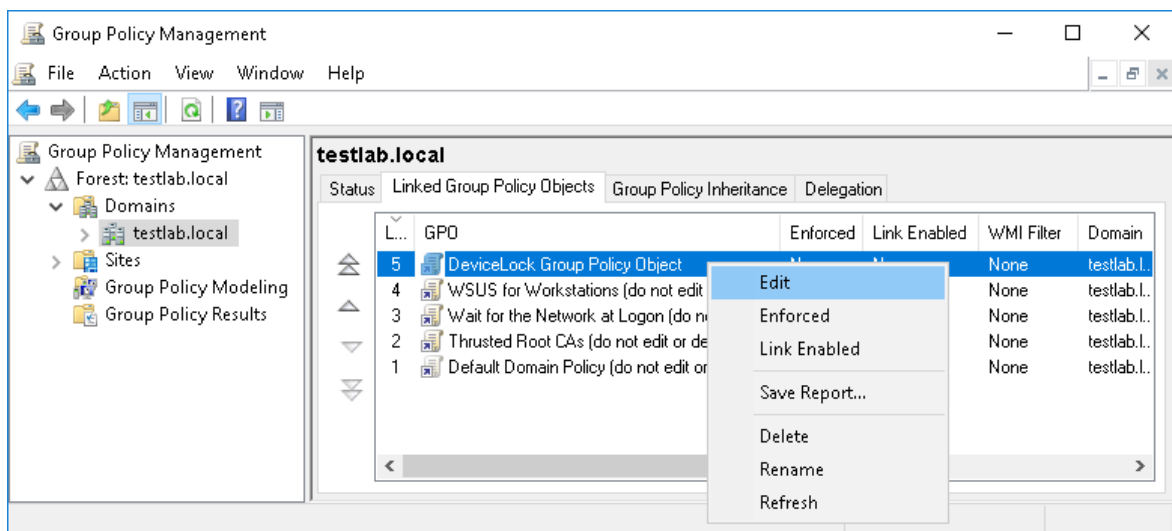 Group Policy Management
File Action View Window Help
Group Policy Management
Forest: testlab.local
Domains
testlab.local
Sites
Group Policy Modeling
Group Policy Results
testlab.local
Status Linked Group Policy Objects Group Policy Inheritance Delegation
L... GPO Enforced Link Enabled WMI Filter Domain
5 DeviceLock Group Policy Object None testlab.l..
4 WSUS for Workstations (do not edit None testlab.l..
3 Wait for the Network at Logon (do n None testlab.l..
2 Thrusted Root CAs (do not edit or de None testlab.l..
1 Default Domain Policy (do not edit or None testlab.l..
Edit
Enforced
Link Enabled
Save Report...
Delete
Rename
Refresh